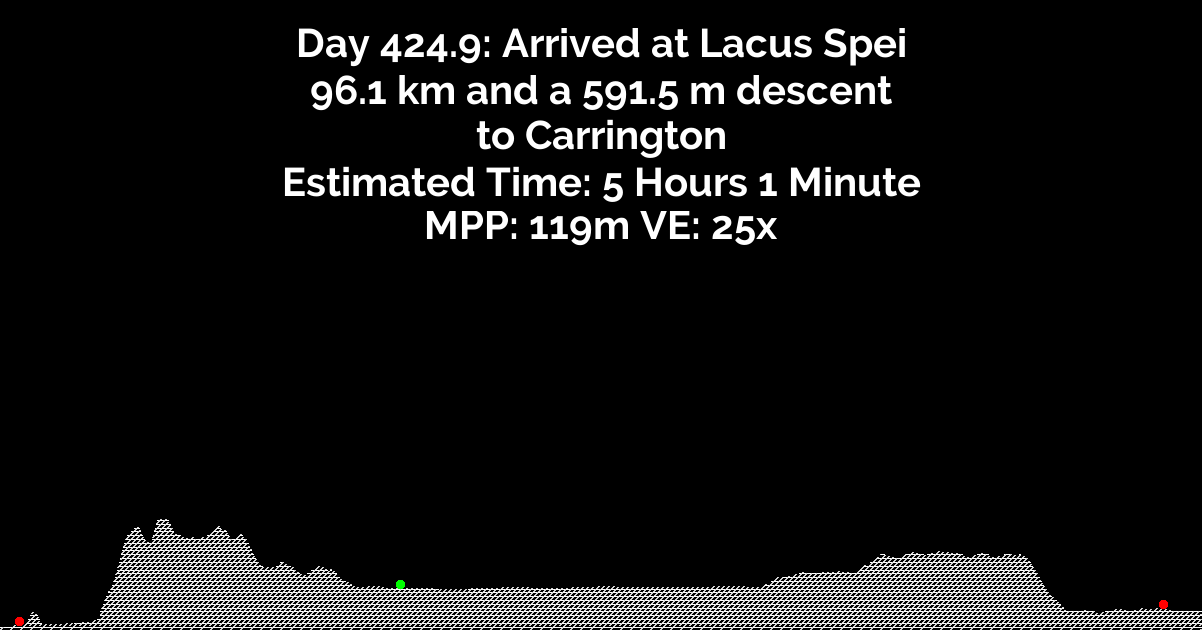 Day 424.9: Arrived at Lacus Spei
96.1 km and a 591.5 m descent
to Carrington
Estimated Time: 5 Hours 1 Minute
MPP: 119m VE: 25x